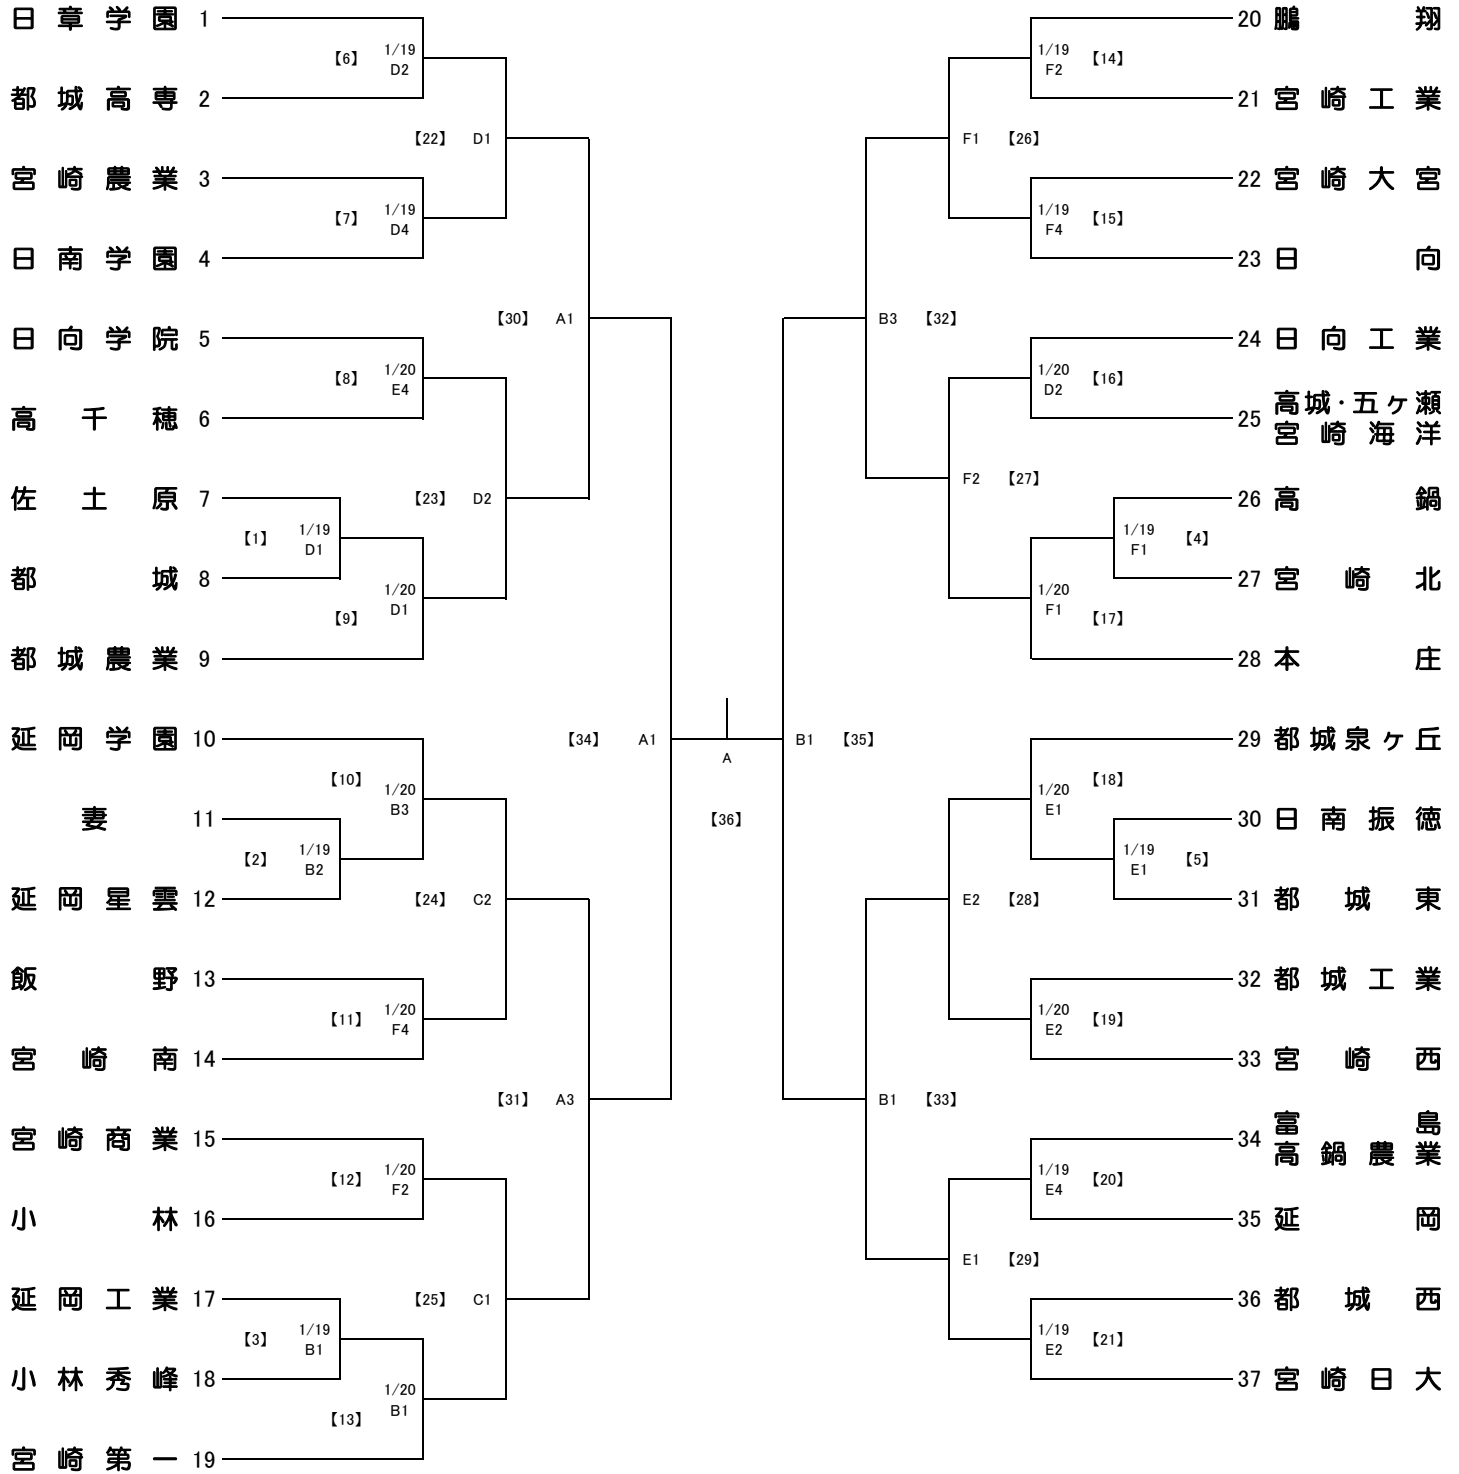 日章学園 1
【6】 1/19
D2
都城高専 2
【22】 D1
宮崎農業 3
【7】 1/19
D4
日南学園 4
【30】 A1
日向学院 5
【8】 1/20
E4
高千穂 6
【23】 D2
佐土原 7
【1】 1/19
D1
都城 8
【9】 1/20
D1
都城農業 9
【34】 A1
延岡学園 10
【10】 1/20
B3
妻 11
【2】 1/19
B2
延岡星雲 12
【24】 C2
飯野 13
【11】 1/20
F4
宮崎南 14
【31】 A3
宮崎商業 15
【12】 1/20
F2
小林 16
【25】 C1
延岡工業 17
【3】 1/19
B1
小林秀峰 18
【13】 1/20
B1
宮崎第一 19
A
【36】
20 鵬翔
1/19 【14】
F2
21 宮崎工業
F1 【26】
22 宮崎大宮
1/19 【15】
F4
23 日向
B3 【32】
24 日向工業
1/20 【16】
D2
25 高城・五ヶ瀬
宮崎海洋
F2 【27】
26 高鍋
1/19 【4】
F1
27 宮崎北
1/20 【17】
F1
28 本庄
B1 【35】
29 都城泉ヶ丘
1/20 【18】
E1
30 日南振徳
1/19 【5】
E1
31 都城東
E2 【28】
32 都城工業
1/20 【19】
E2
33 宮崎西
B1 【33】
34 富島
高鍋農業
1/19 【20】
E4
35 延岡
E1 【29】
36 都城西
1/19 【21】
E2
37 宮崎日大